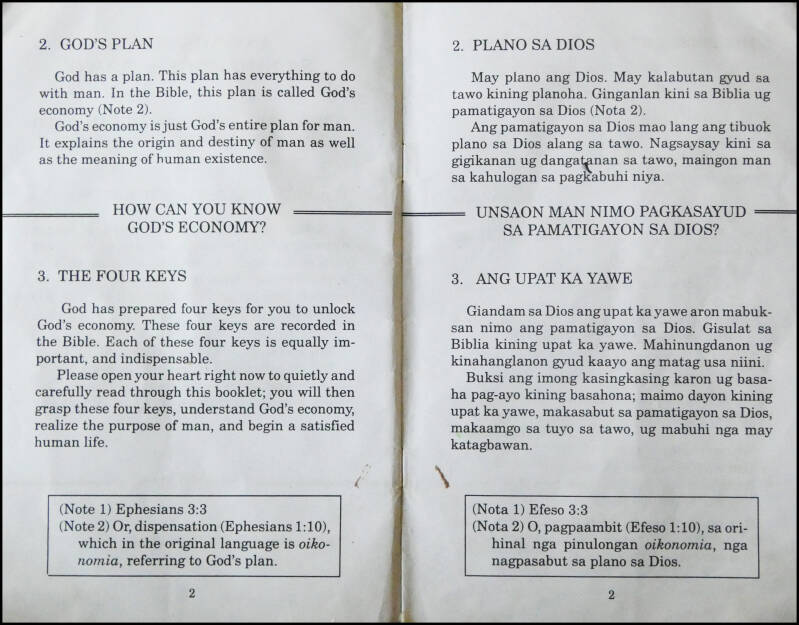 2. GOD'S PLAN
God has a plan. This plan has everything to do
with man. In the Bible, this plan is called God's
economy (Note 2).
God's economy is just God's entire plan for man.
It explains the origin and destiny of man as well
as the meaning of human existence.
HOW CAN YOU KNOW
GOD'S ECONOMY?
3. THE FOUR KEYS
God has prepared four keys for you to unlock
God's economy. These four keys are recorded in
the Bible. Each of these four keys is equally im-
portant, and indispensable.
Please open your heart right now to quietly and
carefully read through this booklet; you will then
grasp these four keys, understand God's economy,
realize the purpose of man, and begin a satisfied
human life.
(Note 1) Ephesians 3:3
(Note 2) Or, dispensation (Ephesians 1:10),
which in the original language is oiko-
nomia, referring to God's plan.
2
2. PLANO SA DIOS
May plano ang Dios. May kalabutan gyud sa
tawo kining planoha. Ginganlan kini sa Biblia ug
pamatigayon sa Dios (Nota 2).
Ang pamatigayon sa Dios mao lang ang tibuok
plano sa Dios alang sa tawo. Nagsaysay kini sa
gigikanan ug dangatanan sa tawo, maingon man
sa kahulogan sa pagkabuhi niya.
UNSAON MAN NIMO PAGKASAYUD
SA PAMATIGAYON SA DIOS?
3. ANG UPAT KA YAWE
Giandam sa Dios ang upat ka yawe aron mabuk-
san nimo ang pamatigayon sa Dios. Gisulat sa
Biblia kining upat ka yawe. Mahinungdanon ug
kinahanglanon gyud kaayo ang matag usa niini.
Buksi ang imong kasingkasing karon ug basa-
ha pag-ayo kining basahona; maimo dayon kining
upat ka yawe, makasabut sa pamatigayon sa Dios,
makaamgo sa tuyo sa tawo, ug mabuhi nga may
katagbawan.
(Nota 1) Efeso 3:3
(Nota 2) O, pagpaambit (Efeso 1:10), sa ori-
hinal nga pinulongan oikonomia, nga
nagpasabut sa plano sa Dios.
2